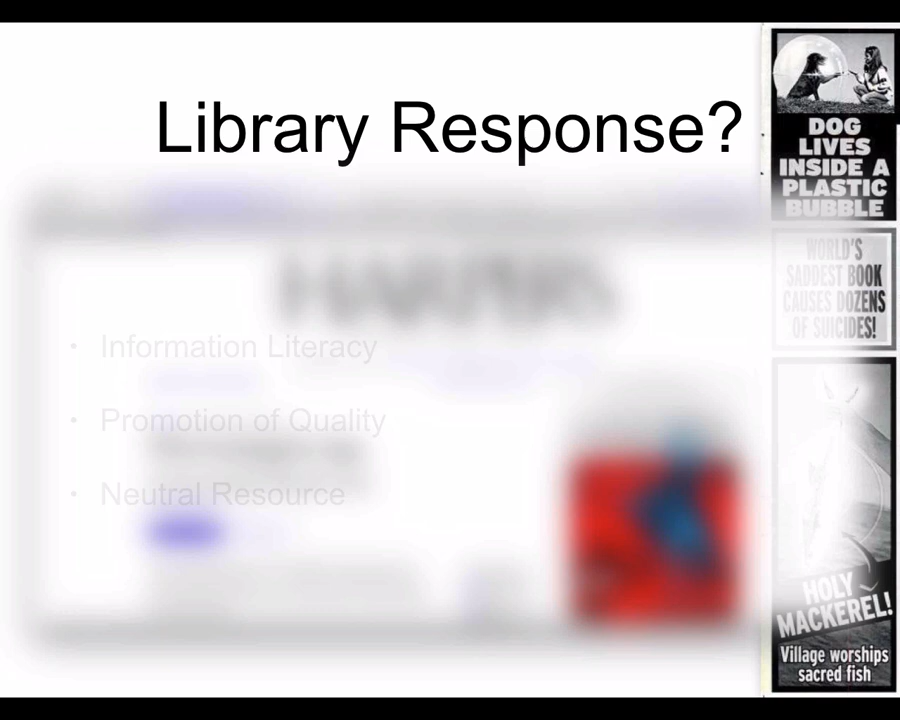 Library Response?
• Information Literacy
• Promotion of Quality
• Neutral Resource
DOG
LIVES
INSIDE A
PLASTIC
BUBBLE
WORLD'S
SADDEST BOOK
CAUSES DOZENS
OF SUICIDES!
HOLY
MACKEREL!
Village worships
sacred fish